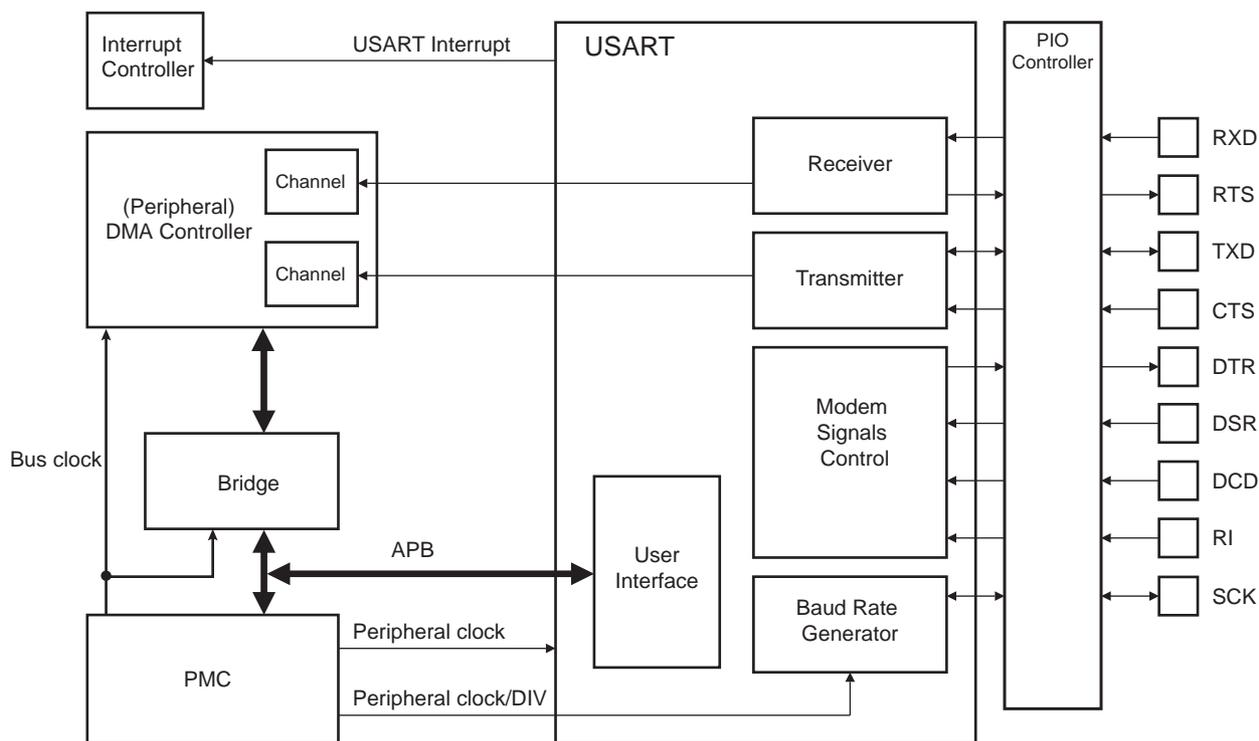 Interrupt
Controller
USART Interrupt
USART
PIO
Controller
RXD
Receiver
Channel
RTS
(Peripheral)
DMA Controller
TXD
Channel
Transmitter
CTS
DTR
Modem
Signals
Control
DSR
Bus clock
Bridge
DCD
RI
APB
User
Interface
SCK
Baud Rate
Generator
Peripheral clock
PMC
Peripheral clock/DIV